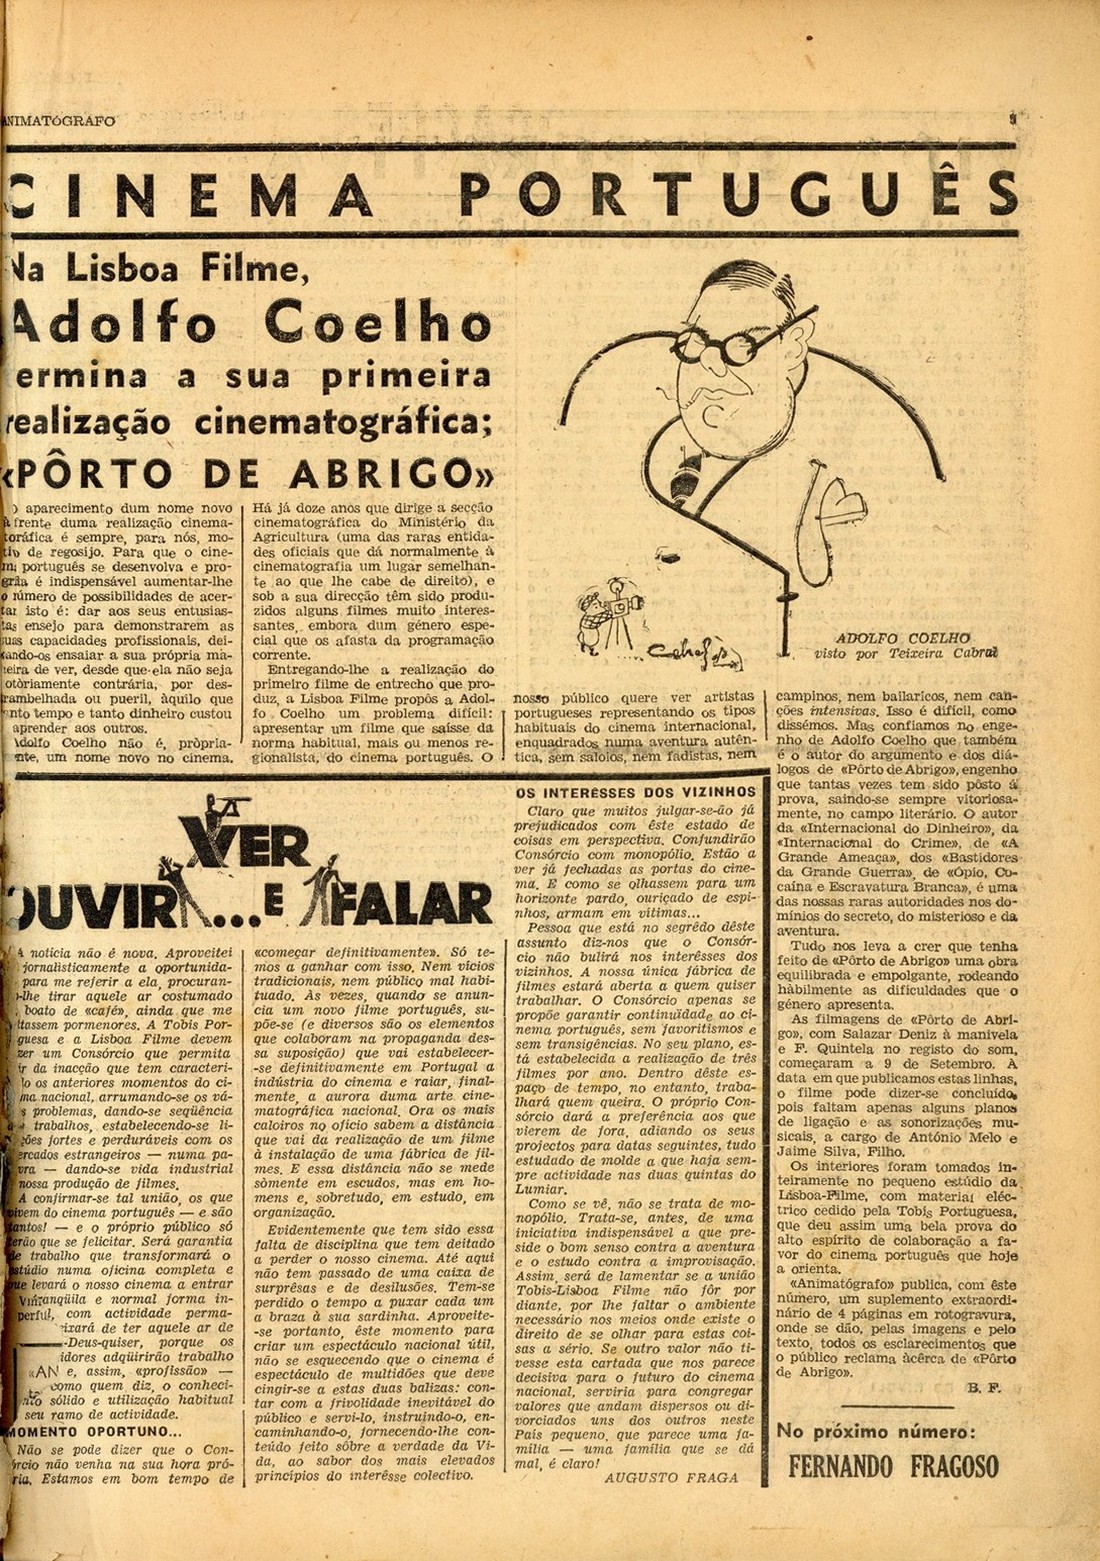 ANIMATÓGRAFO
9
CINEMA PORTUGUÊS
Na Lisboa Filme,
Adolfo Coelho
ermina a sua primeira
realização cinematográfica;
«PÔRTO DE ABRIGO»
aparecimento dum nome novo
à frente duma realização cinema-
tográfica é sempre, para nós, mo-
tivo de regosijo. Para que o cine-
ma português se desenvolva e pro-
grida é indispensável aumentar-lhe
o número de possibilidades de acer-
tar isto é: dar aos seus entusias-
tas ensejo para demonstrarem as
suas capacidades profissionais, dei-
xando-os ensaiar a sua própria ma-
neira de ver, desde que ela não seja
otòriamente contrária, por des-
rambelhada ou pueril, àquilo que
nto tempo e tanto dinheiro custou
aprender aos outros.
Adolfo Coelho não é, pròpria-
nte, um nome novo no cinema.
Há já doze anos que dirige a secção
cinematográfica do Ministério da
Agricultura (uma das raras entida-
des oficiais que dá normalmente à
cinematografia um lugar semelhan-
te ao que lhe cabe de direito), e
sob a sua direcção têm sido produ-
zidos alguns filmes muito interes-
santes, embora dum género espe-
cial que os afasta da programação
corrente.
Entregando-lhe a realização do
primeiro filme de entrecho que pro-
duz, a Lisboa Filme propôs a Adol-
fo Coelho um problema difícil:
apresentar um filme que saísse da
norma habitual, mais ou menos re-
gionalista, do cinema português. O
Cabral
ADOLFO COELHO
visto por Teixeira Cabral
nosso público quere ver artistas
portugueses representando os tipos
habituais do cinema internacional,
enquadrados numa aventura autên-
tica, sem saloios, nem fadistas, nem
campinos, nem bailaricos, nem can-
ções intensivas. Isso é difícil, como
dissémos. Mas confiamos no enge-
nho de Adolfo Coelho que também
é o autor do argumento e dos diá-
logos de «Pôrto de Abrigo», engenho
que tantas vezes tem sido pôsto à
prova, saindo-se sempre vitoriosa-
mente, no campo literário. O autor
da «Internacional do Dinheiro», da
«Internacional do Crime», de «A
Grande Ameaça», dos «Bastidores
da Grande Guerra», de «Ópio, Co-
caína e Escravatura Branca», é uma
das nossas raras autoridades nos do-
mínios do secreto, do misterioso e da
aventura.
Tudo nos leva a crer que tenha
feito de «Pôrto de Abrigo» uma obra
equilibrada e empolgante, rodeando
hàbilmente as dificuldades que o
género apresenta.
As filmagens de «Pôrto de Abri-
go», com Salazar Deniz à manivela
e F. Quintela no registo do som,
começaram a 9 de Setembro. À
data em que publicamos estas linhas,
o filme pode dizer-se concluído,
pois faltam apenas alguns planos
de ligação e as sonorizações mu-
sicais, a cargo de António Melo e
Jaime Silva, Filho.
Os interiores foram tomados in-
teiramente no pequeno estúdio da
Lisboa-Filme, com material eléc-
trico cedido pela Tobis Portuguesa,
que deu assim uma bela prova do
alto espírito de colaboração a fa-
vor do cinema português que hoje
a orienta.
«Animatógrafo» publica, com êste
número, um suplemento extraordi-
nário de 4 páginas em rotogravura,
onde se dão, pelas imagens e pelo
texto, todos os esclarecimentos que
o público reclama àcêrca de «Pôrto
de Abrigo».
B. F.
No próximo número:
FERNANDO FRAGOSO
VER
OUVIR... E FALAR
A notícia não é nova. Aproveitei
jornalìsticamente a oportunida-
para me referir a ela, procuran-
-lhe tirar aquele ar costumado
boato de «café», ainda que me
ltassem pormenores. A Tobis Por-
guesa e a Lisboa Filme devem
zer um Consórcio que permita
ir da inacção que tem caracteri-
do os anteriores momentos do ci-
ma nacional, arrumando-se os vá-
s problemas, dando-se seqüência
trabalhos, estabelecendo-se li-
ções fortes e perduráveis com os
ercados estrangeiros — numa pa-
vra — dando-se vida industrial
nossa produção de filmes.
A confirmar-se tal união, os que
vivem do cinema português — e são
tantos! — e o próprio público só
terão que se felicitar. Será garantia
de trabalho que transformará o
estúdio numa oficina completa e
que levará o nosso cinema a entrar
tranqüila e normal forma in-
com actividade perma-
ixará de ter aquele ar de
-Deus-quiser, porque os
idores adqüirirão trabalho
«AN e, assim, «profissão» —
como quem diz, o conheci-
sólido e utilização habitual
seu ramo de actividade.
MOMENTO OPORTUNO...
Não se pode dizer que o Con-
órcio não venha na sua hora pró-
ria. Estamos em bom tempo de
«começar definitivamente». Só te-
mos a ganhar com isso. Nem vícios
tradicionais, nem público mal habi-
tuado. Às vezes, quando se anun-
cia um novo filme português, su-
põe-se (e diversos são os elementos
que colaboram na propaganda des-
sa suposição) que vai estabelecer-
-se definitivamente em Portugal a
indústria do cinema e raiar, final-
mente, a aurora duma arte cine-
matográfica nacional. Ora os mais
caloiros no ofício sabem a distância
que vai da realização de um filme
à instalação de uma fábrica de fil-
mes. E essa distância não se mede
sòmente em escudos, mas em ho-
mens e, sobretudo, em estudo, em
organização.
Evidentemente que tem sido essa
falta de disciplina que tem deitado
a perder o nosso cinema. Até aqui
não tem passado de uma caixa de
surprêsas e de desilusões. Tem-se
perdido o tempo a puxar cada um
a braza à sua sardinha. Aproveite-
-se portanto, êste momento para
criar um espectáculo nacional útil,
não se esquecendo que o cinema é
espectáculo de multidões que deve
cingir-se a estas duas balizas: con-
tar com a frivolidade inevitável do
público e servi-lo, instruindo-o, en-
caminhando-o, fornecendo-lhe con-
teúdo feito sôbre a verdade da Vi-
da, ao sabor dos mais elevados
princípios do interêsse colectivo.
OS INTERÊSSES DOS VIZINHOS
Claro que muitos julgar-se-ão já
prejudicados com êste estado de
coisas em perspectiva. Confundirão
Consórcio com monopólio. Estão a
ver já fechadas as portas do cine-
ma. E como se olhassem para um
horizonte pardo, ouriçado de espi-
nhos, armam em vítimas...
Pessoa que está no segrêdo dêste
assunto diz-nos que o Consór-
cio não bulirá nos interêsses dos
vizinhos. A nossa única fábrica de
filmes estará aberta a quem quiser
trabalhar. O Consórcio apenas se
propõe garantir continuïdade ao ci-
nema português, sem favoritismos e
sem transigências. No seu plano, es-
tá estabelecida a realização de três
filmes por ano. Dentro dêste es-
paço de tempo, no entanto, traba-
lhará quem queira. O próprio Con-
sórcio dará a preferência aos que
vierem de fora, adiando os seus
projectos para datas seguintes, tudo
estudado de molde a que haja sem-
pre actividade nas duas quintas do
Lumiar.
Como se vê, não se trata de mo-
nopólio. Trata-se, antes, de uma
iniciativa indispensável a que pre-
side o bom senso contra a aventura
e o estudo contra a improvisação.
Assim, será de lamentar se a união
Tobis-Lisboa Filme não fôr por
diante, por lhe faltar o ambiente
necessário nos meios onde existe o
direito de se olhar para estas coi-
sas a sério. Se outro valor não ti-
vesse esta cartada que nos parece
decisiva para o futuro do cinema
nacional, serviria para congregar
valores que andam dispersos ou di-
vorciados uns dos outros neste
País pequeno, que parece uma fa-
mília — uma família que se dá
mal, é claro!
AUGUSTO FRAGA